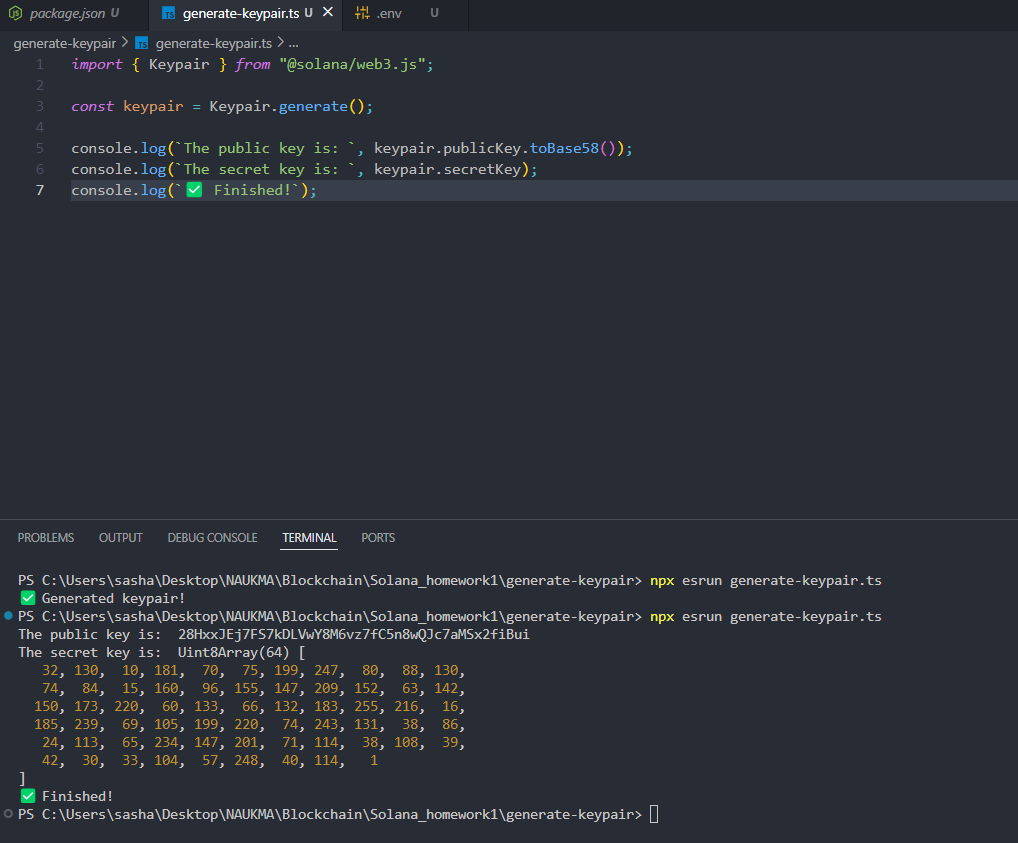 package.json U generate-keypair.ts U .env U
generate-keypair > TS generate-keypair.ts > ...
1 import { Keypair } from "@solana/web3.js";
2
3 const keypair = Keypair.generate();
4
5 console.log(`The public key is: `, keypair.publicKey.toBase58());
6 console.log(`The secret key is: `, keypair.secretKey);
7 console.log(`✅ Finished!`);
PROBLEMS OUTPUT DEBUG CONSOLE TERMINAL PORTS
PS C:\Users\sasha\Desktop\NAUKMA\Blockchain\Solana_homework1\generate-keypair> npx esrun generate-keypair.ts
✅ Generated keypair!
PS C:\Users\sasha\Desktop\NAUKMA\Blockchain\Solana_homework1\generate-keypair> npx esrun generate-keypair.ts
The public key is:  28HxxJEj7FS7kDLVwY8M6vz7fC5n8wQJc7aMSx2fiBui
The secret key is:  Uint8Array(64) [
32, 130, 10, 181, 70, 75, 199, 247, 80, 88, 130,
74, 84, 15, 160, 96, 155, 147, 209, 152, 63, 142,
150, 173, 220, 60, 133, 66, 132, 183, 255, 216, 16,
185, 239, 69, 105, 199, 220, 74, 243, 131, 38, 86,
24, 113, 65, 234, 147, 201, 71, 114, 38, 108, 39,
42, 30, 33, 104, 57, 248, 40, 114, 1
]
✅ Finished!
PS C:\Users\sasha\Desktop\NAUKMA\Blockchain\Solana_homework1\generate-keypair>